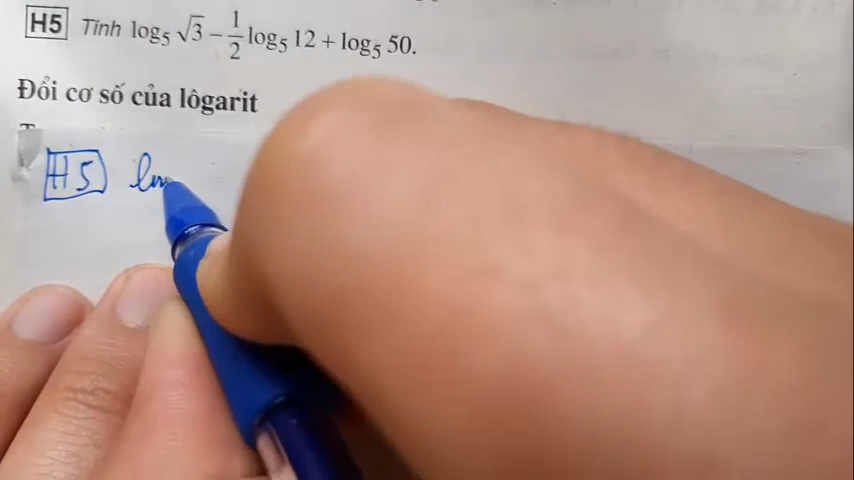 H5 Tính log₅ √3 − 1/2 log₅ 12 + log₅ 50.
Đổi cơ số của lôgarit
H5